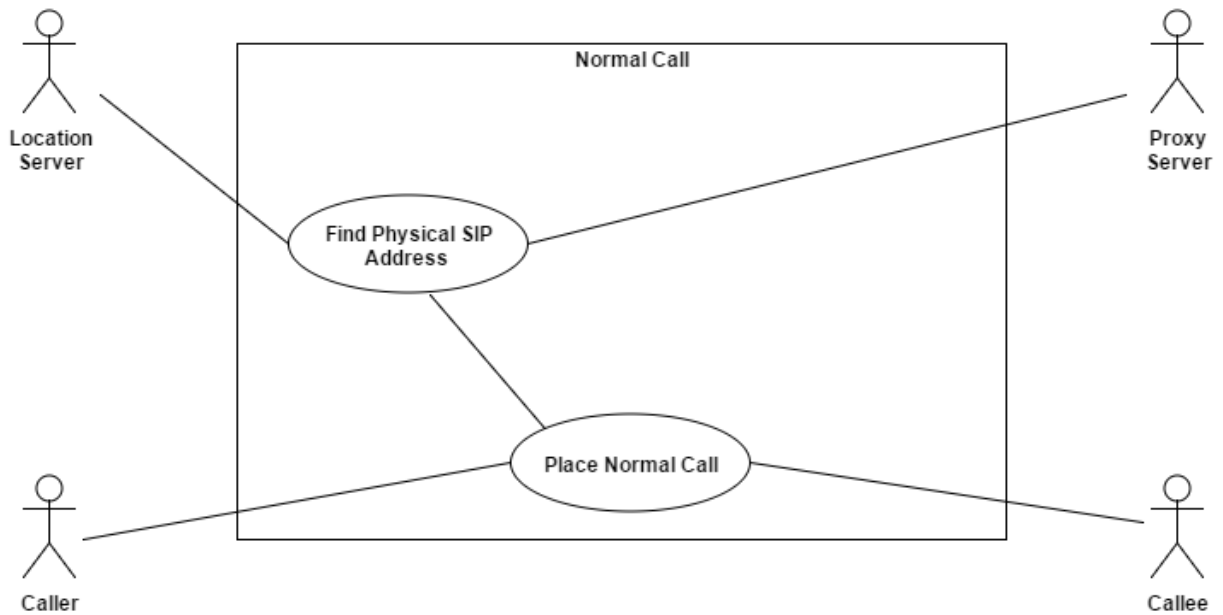 Normal Call
Location
Server
Proxy
Server
Find Physical SIP
Address
Place Normal Call
Caller
Callee